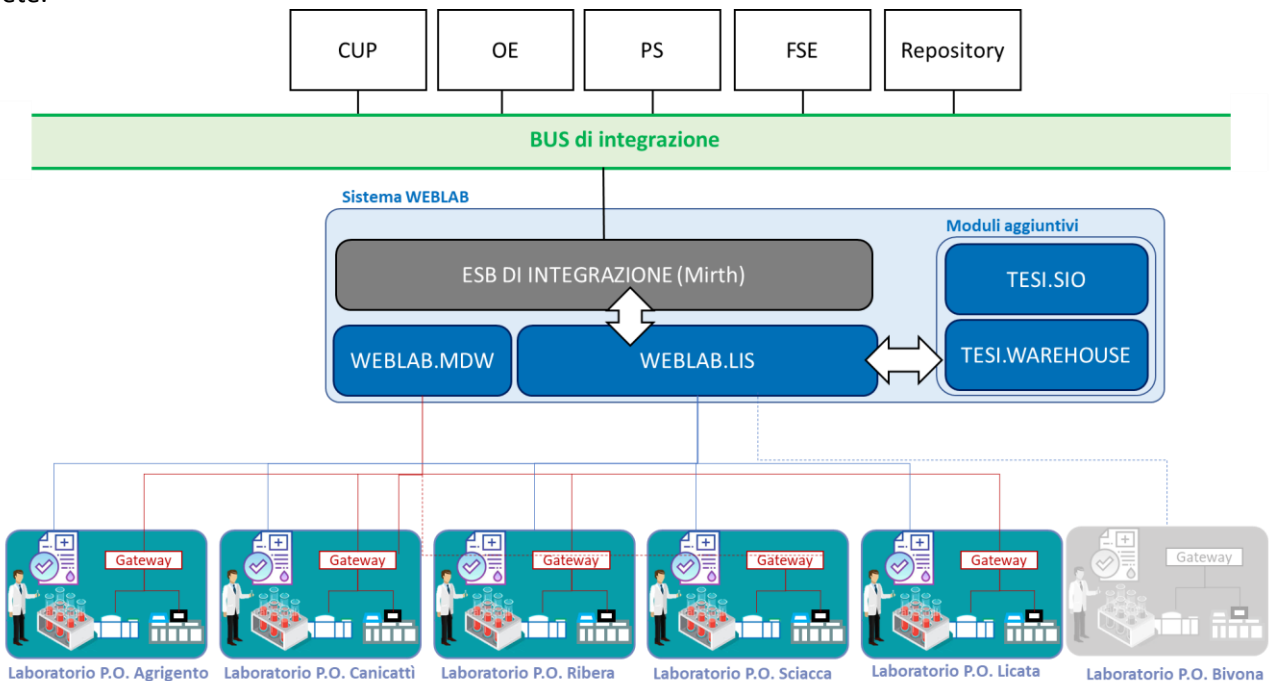 CUP
OE
PS
FSE
Repository
BUS di integrazione
Sistema WEBLAB
Moduli aggiuntivi
ESB DI INTEGRAZIONE (Mirth)
TESI.SIO
WEBLAB.MDW
WEBLAB.LIS
TESI.WAREHOUSE
Gateway
Gateway
Gateway
Gateway
Gateway
Gateway
Laboratorio P.O. Agrigento
Laboratorio P.O. Canicattì
Laboratorio P.O. Ribera
Laboratorio P.O. Sciacca
Laboratorio P.O. Licata
Laboratorio P.O. Bivona